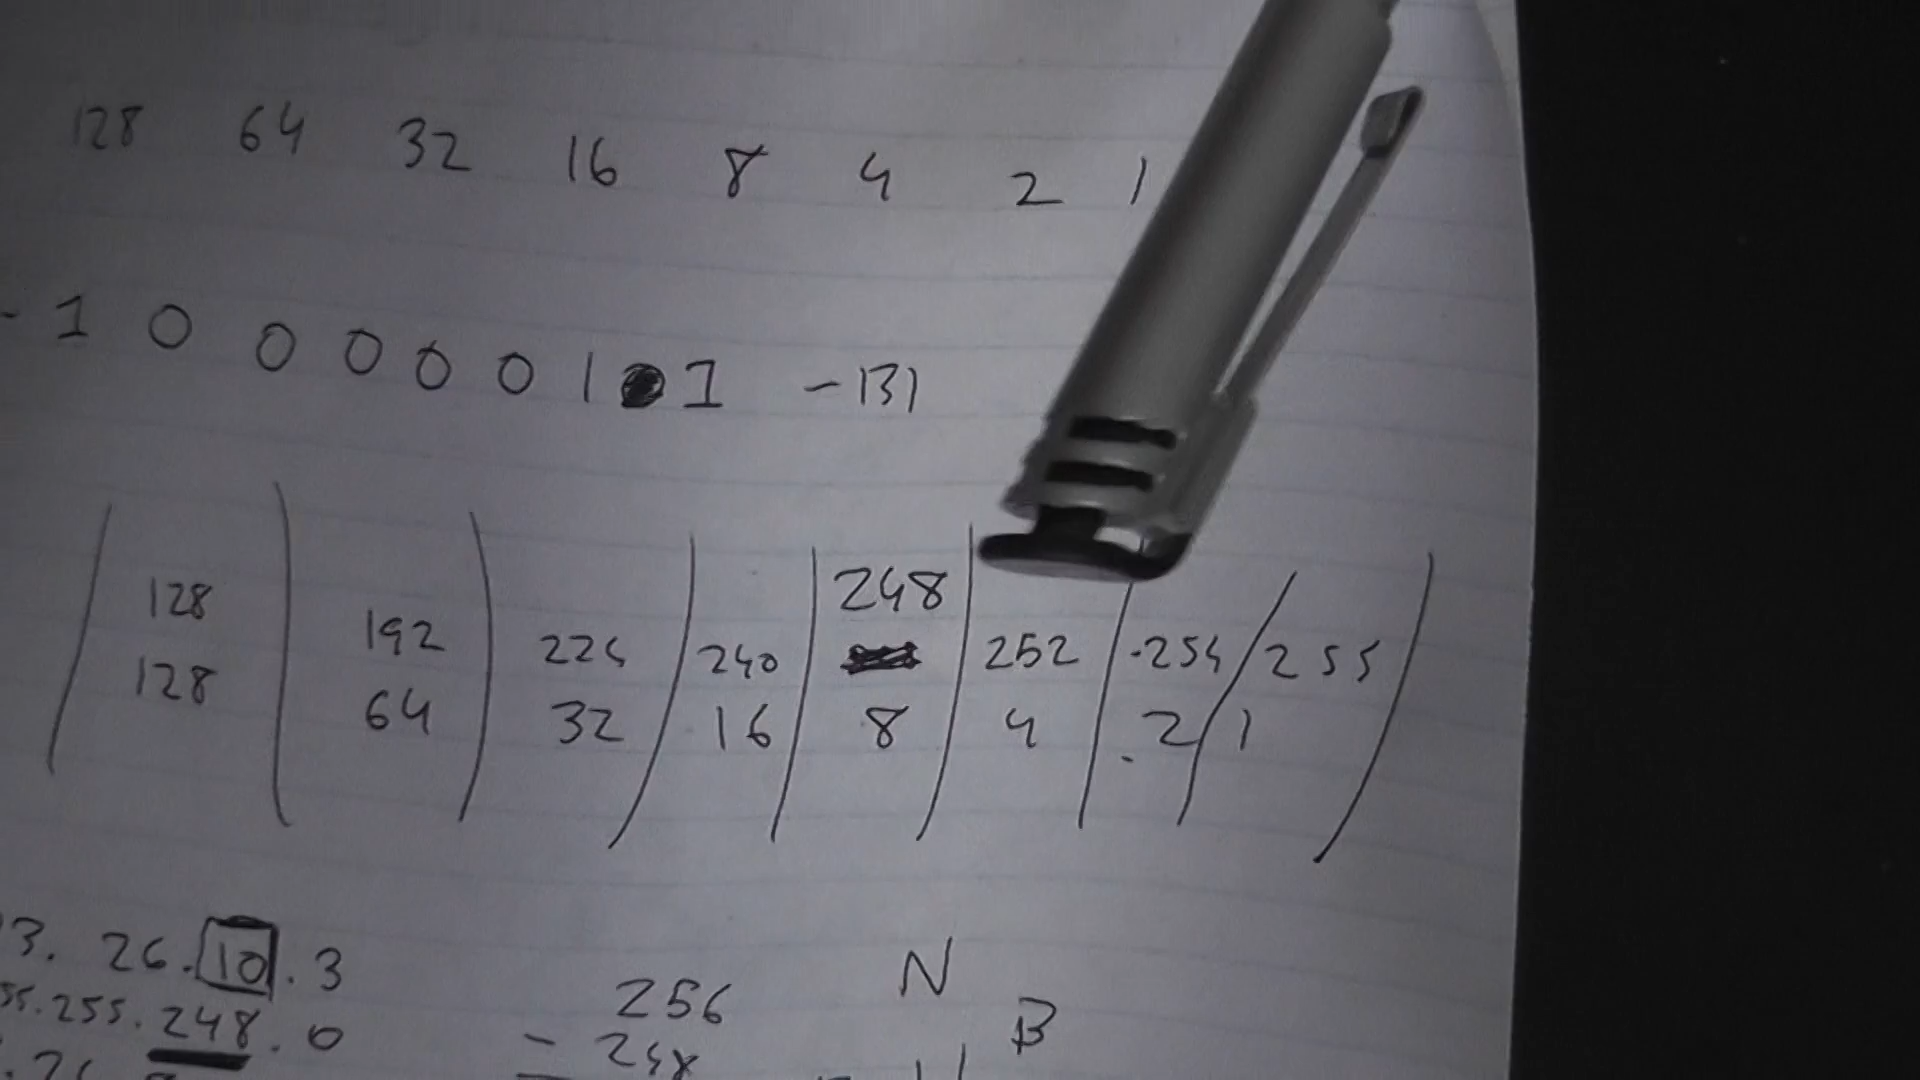 128 64 32 16 8 4 2 1
- 1 0 0 0 0 0 1 1 - 131
128 192 224 240 248 252 254 255
128 64 32 16 8 4 2 1
3. 26.10.3
55.255.248.0
256
- 248
N
B